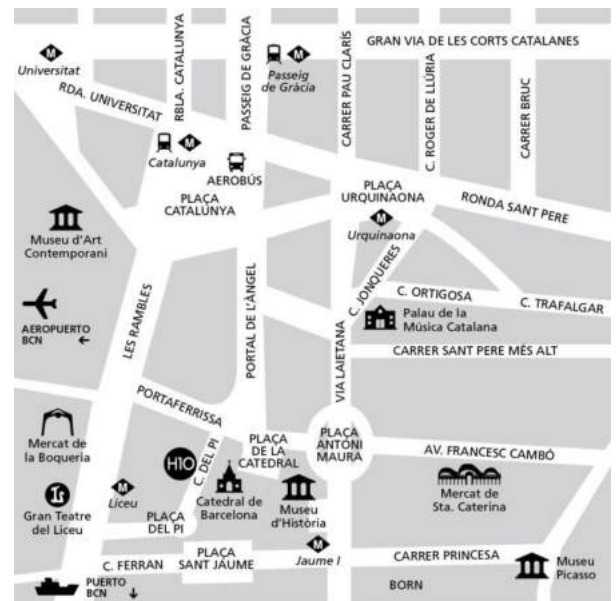 GRAN VIA DE LES CORTS CATALANES
M
Universitat
RBLA. CATALUNYA
PASSEIG DE GRÀCIA
M
Passeig
de Gràcia
CARRER PAU CLARÍS
C. ROGER DE LLÚRIA
CARRER BRUC
RDA. UNIVERSITAT
M
Catalunya
AEROBÚS
PLAÇA
CATALUNYA
PLAÇA
URQUINAONA
M
Urquinaona
RONDA SANT PERE
Museu d'Art
Contemporani
C. JONQUERES
C. ORTIGOSA
C. TRAFALGAR
AEROPUERTO
BCN ←
LES RAMBLES
PORTAL DE L'ÀNGEL
VIA LAIETANA
Palau de la
Música Catalana
CARRER SANT PERE MÉS ALT
PORTAFERRISSA
Mercat de
la Boqueria
H10
C. DEL PI
PLAÇA
DE LA
CATEDRAL
PLAÇA
ANTONI
MAURA
AV. FRANCESC CAMBÓ
Mercat de
Sta. Caterina
Gran Teatre
del Liceu
M
Liceu
PLAÇA
DEL PI
Catedral de
Barcelona
Museu
d'Història
C. FERRAN
PLAÇA
SANT JAUME
M
Jaume I
CARRER PRINCESA
Museu
Picasso
PUERTO
BCN ↓
BORN